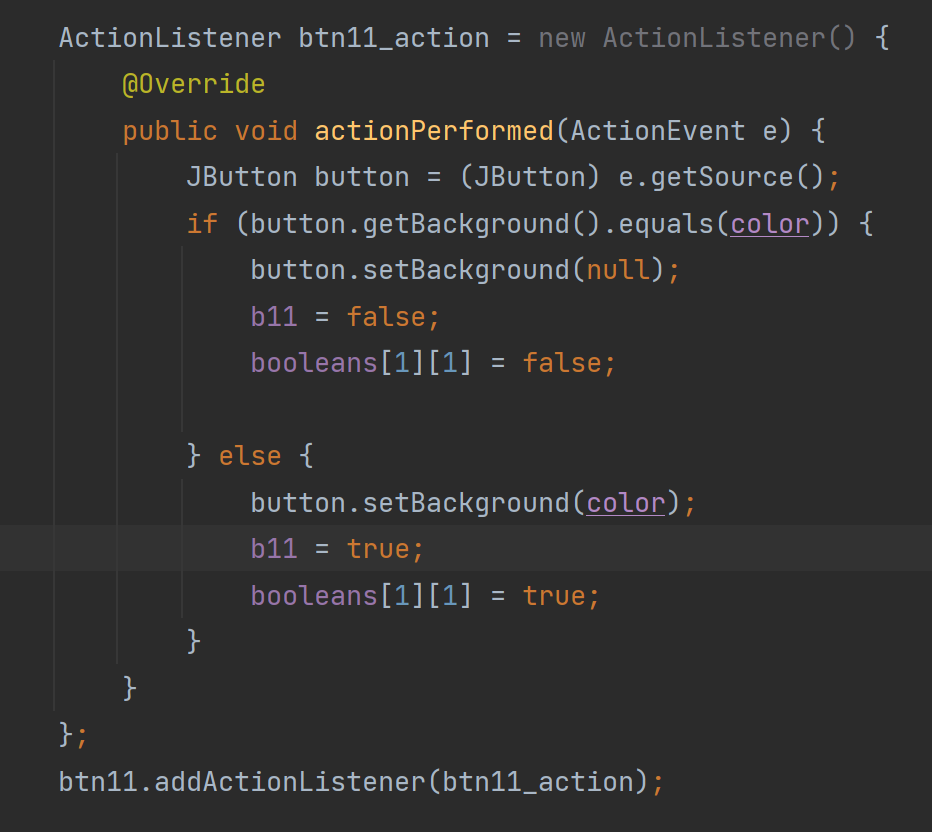 ActionListener btn11_action = new ActionListener() {
@Override
public void actionPerformed(ActionEvent e) {
JButton button = (JButton) e.getSource();
if (button.getBackground().equals(color)) {
button.setBackground(null);
b11 = false;
booleans[1][1] = false;
} else {
button.setBackground(color);
b11 = true;
booleans[1][1] = true;
}
}
};
btn11.addActionListener(btn11_action);